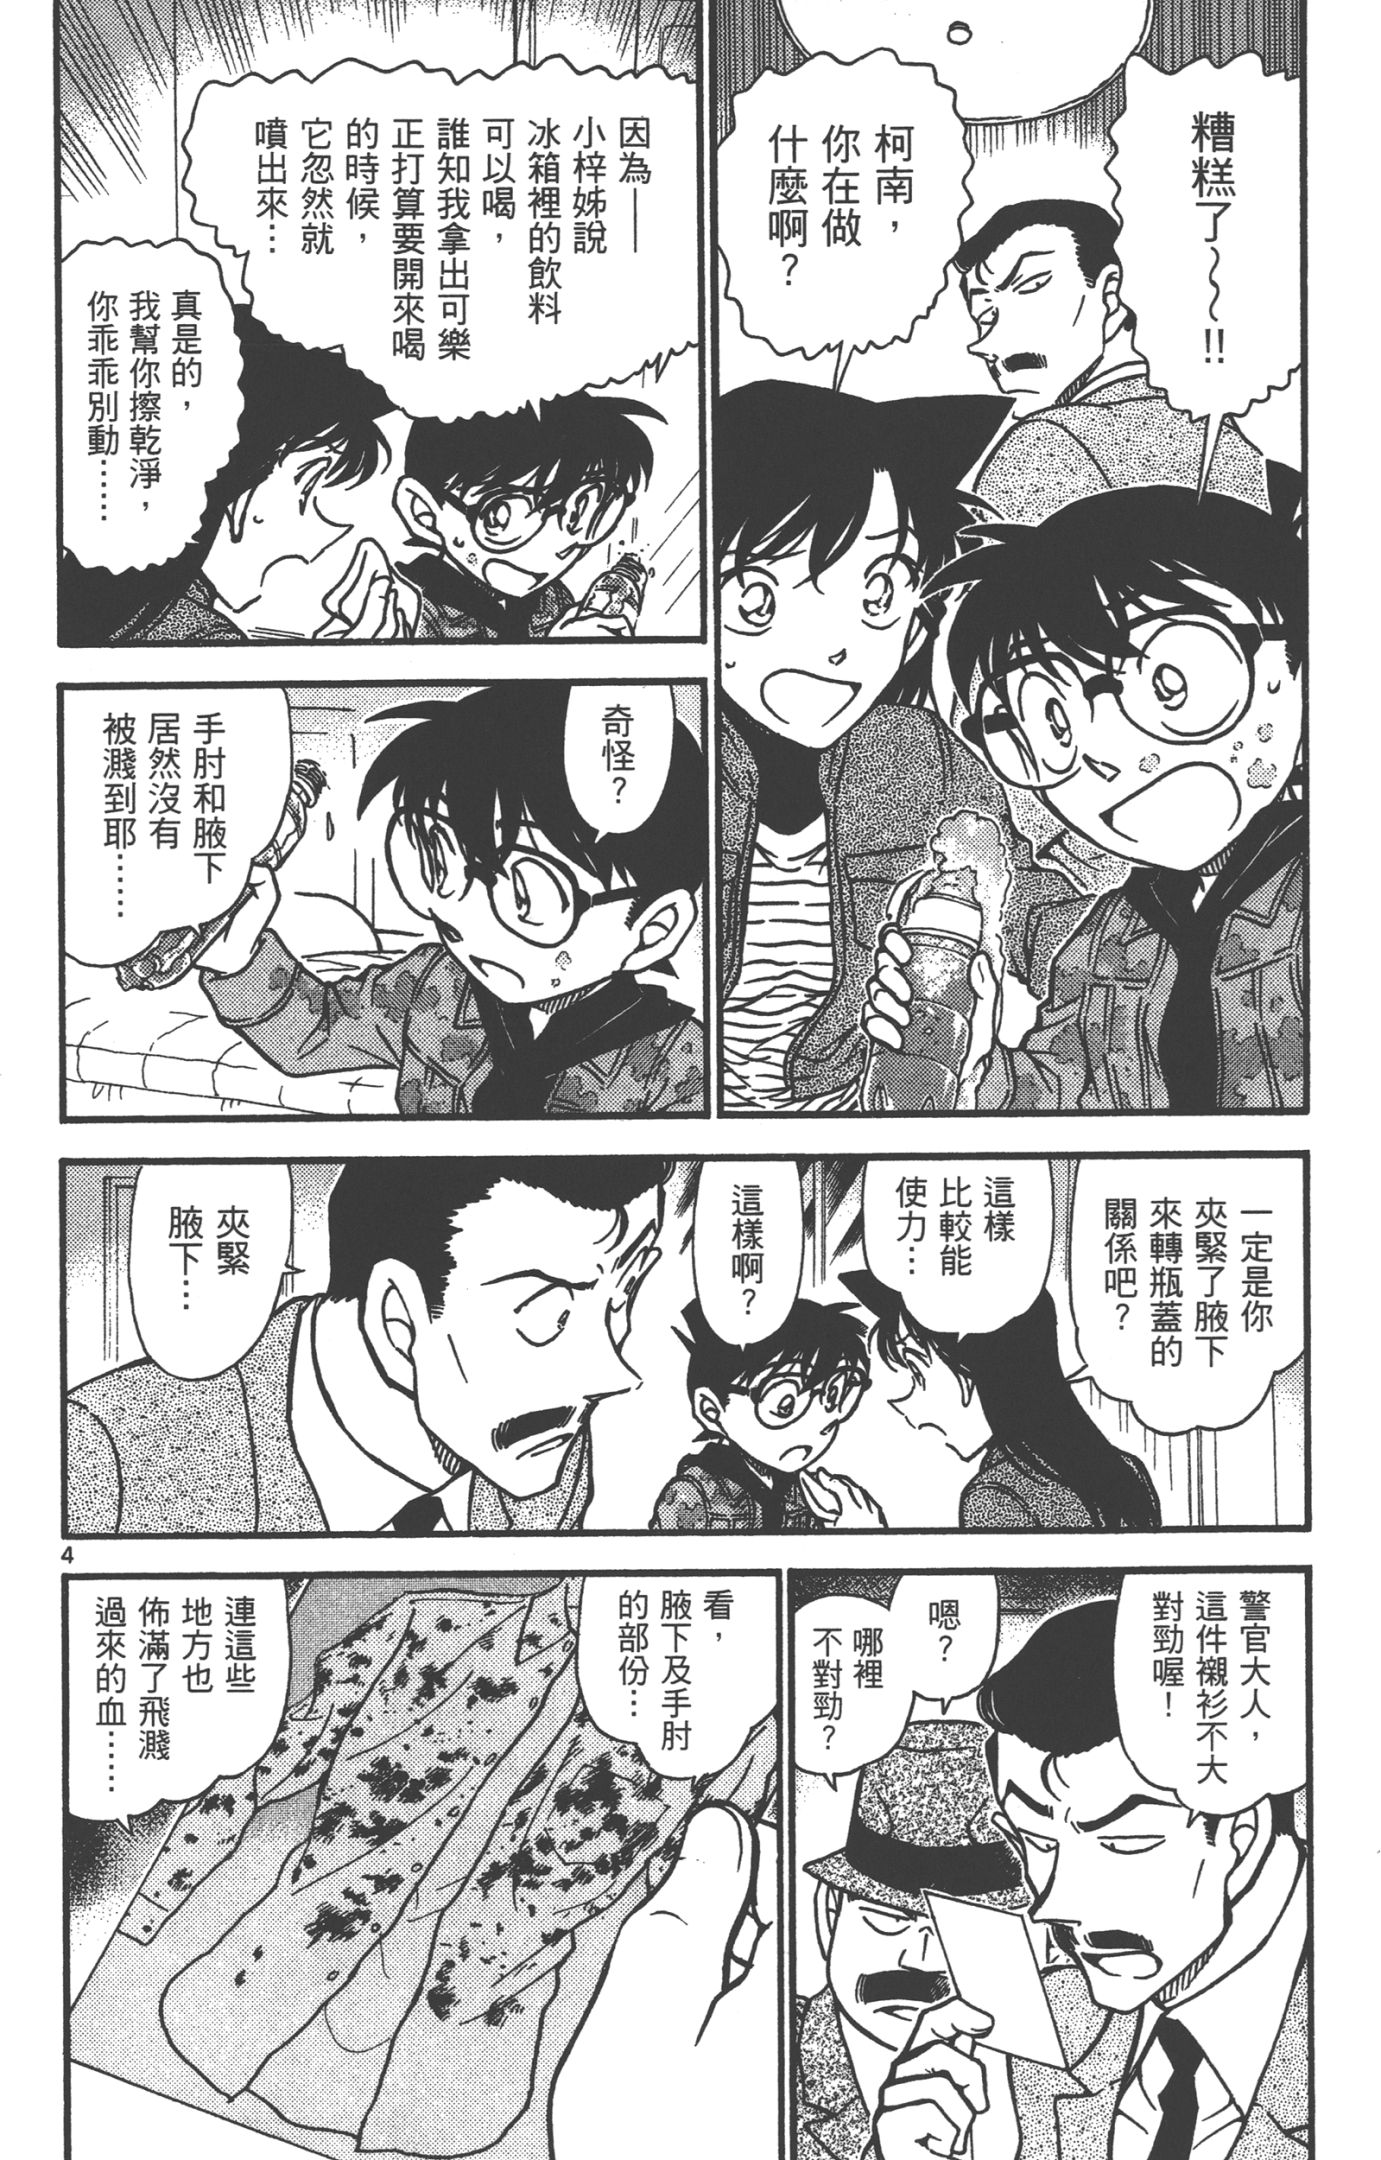 糟糕了～～!!
柯南，
你在做
什麼啊？
因為——
小梓姊說
冰箱裡的飲料
可以喝，
誰知我拿出可樂
正打算要開來喝
的時候，
它忽然就
噴出來…
真是的，
我幫你擦乾淨，
你乖乖別動……
奇怪？
手肘和腋下
居然沒有
被濺到耶……
一定是你
夾緊了腋下
來轉瓶蓋的
關係吧？
這樣
比較能
使力…
這樣啊？
夾緊
腋下…
4
警官大人，
這件襯衫不大
對勁喔！
嗯？
哪裡
不對勁？
看，
腋下及手肘
的部份…
連這些
地方也
佈滿了飛濺
過來的血……